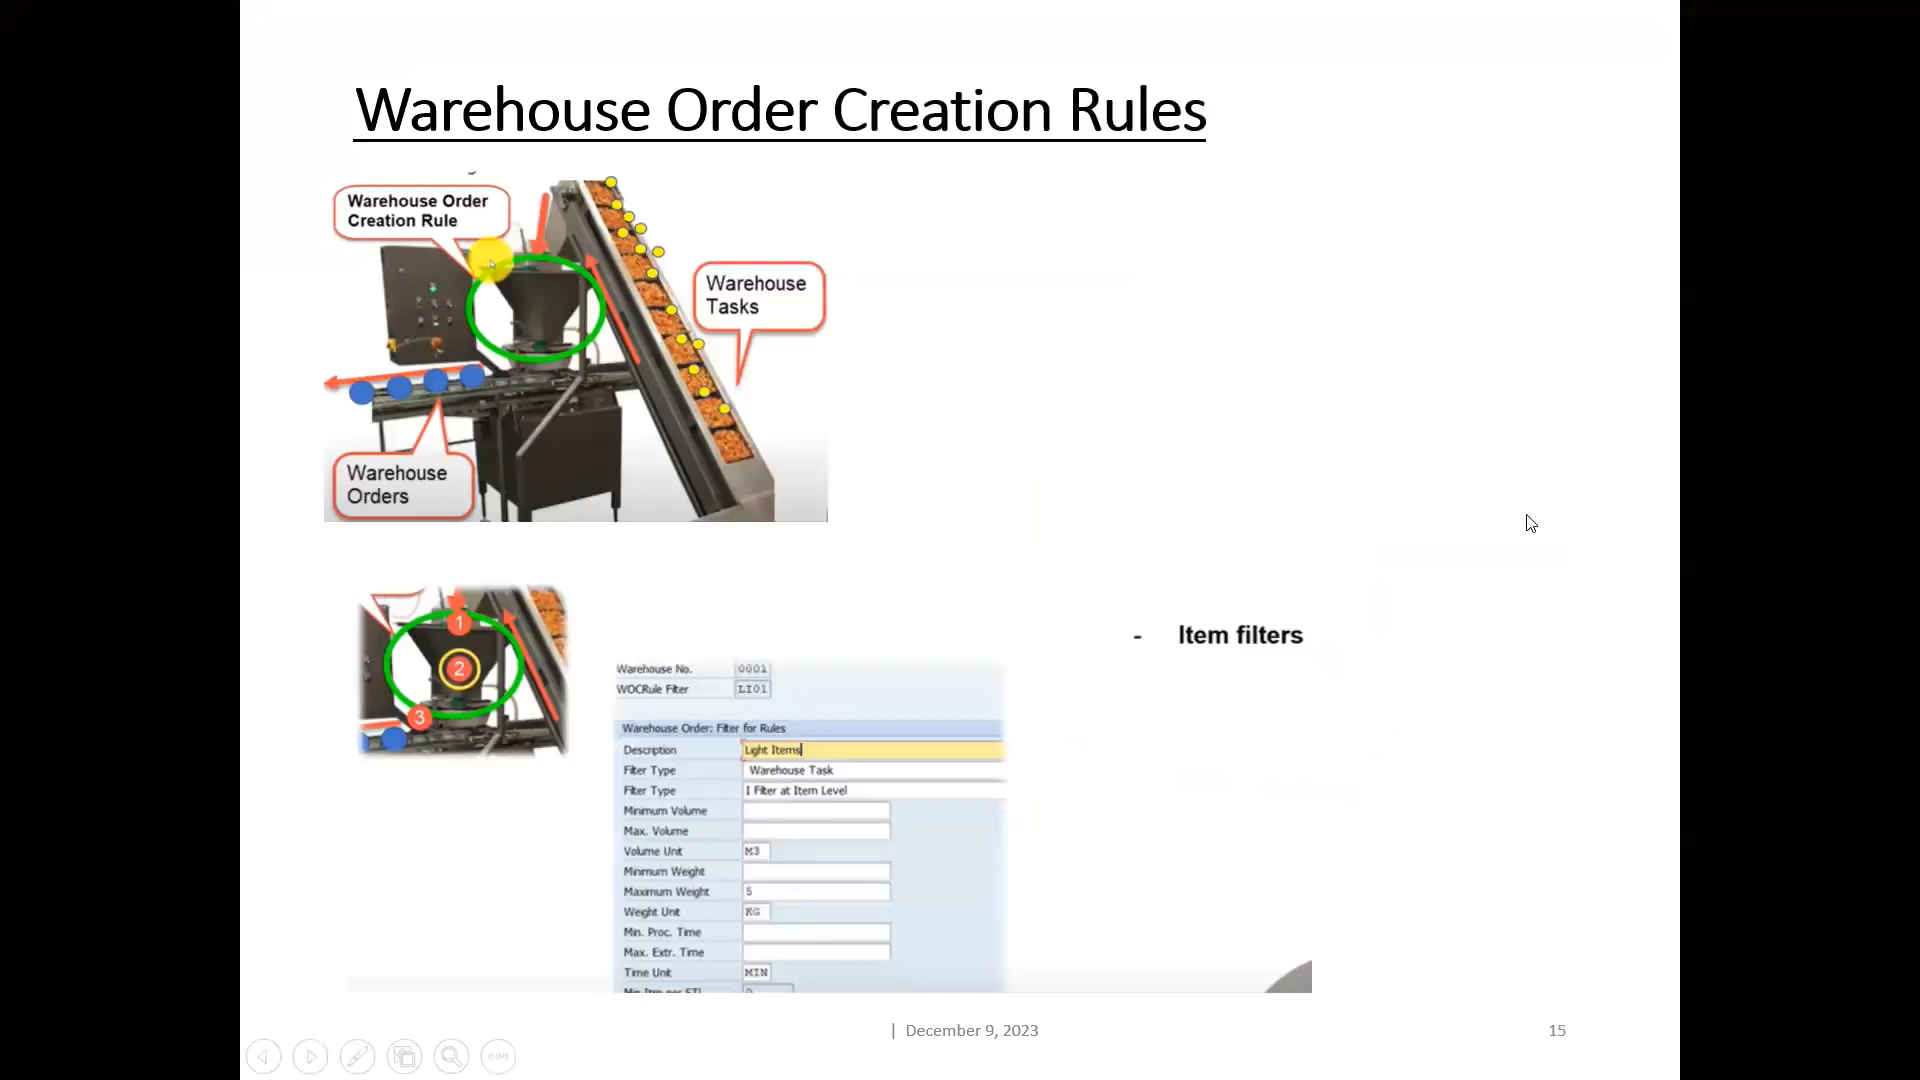 Warehouse Order Creation Rules
Warehouse Order
Creation Rule
Warehouse
Tasks
Warehouse
Orders
1
2
3
- Item filters
Warehouse No. 0001
WOCRule Filter LI01
Warehouse Order: Filter for Rules
Description Light Items
Filter Type Warehouse Task
Filter Type I Filter at Item Level
Minimum Volume
Max. Volume
Volume Unit M3
Minimum Weight
Maximum Weight 5
Weight Unit KG
Min. Proc. Time
Max. Extr. Time
Time Unit MIN
| December 9, 2023
15